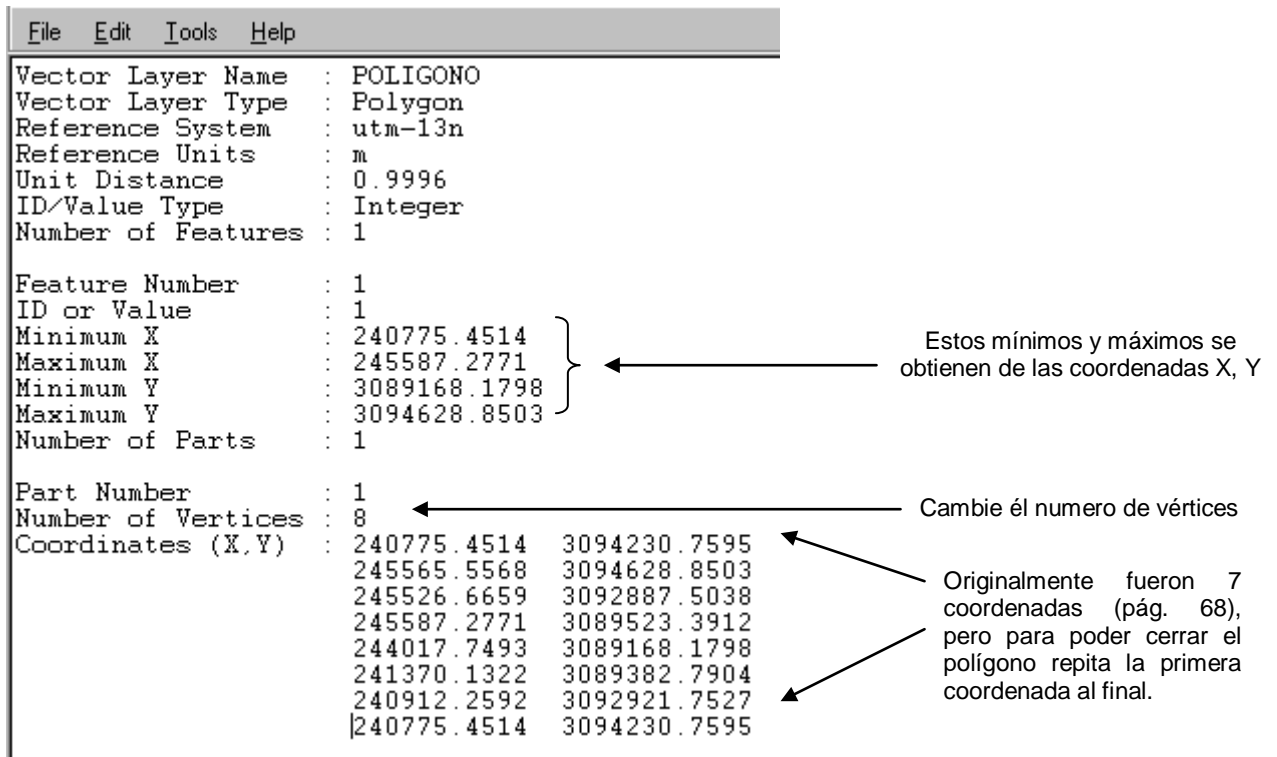 File Edit Tools Help
Vector Layer Name : POLIGONO
Vector Layer Type : Polygon
Reference System : utm-13n
Reference Units : m
Unit Distance : 0.9996
ID/Value Type : Integer
Number of Features : 1
Feature Number : 1
ID or Value : 1
Minimum X : 240775.4514
Maximum X : 245587.2771
Minimum Y : 3089168.1798
Maximum Y : 3094628.8503
Number of Parts : 1
Estos mínimos y máximos se
obtienen de las coordenadas X, Y
Part Number : 1
Number of Vertices : 8
Cambie él numero de vértices
Coordinates (X,Y) : 240775.4514 3094230.7595
245565.5568 3094628.8503
245526.6659 3092887.5038
245587.2771 3089523.3912
244017.7493 3089168.1798
241370.1322 3089382.7904
240912.2592 3092921.7527
240775.4514 3094230.7595
Originalmente fueron 7
coordenadas (pág. 68),
pero para poder cerrar el
polígono repita la primera
coordenada al final.